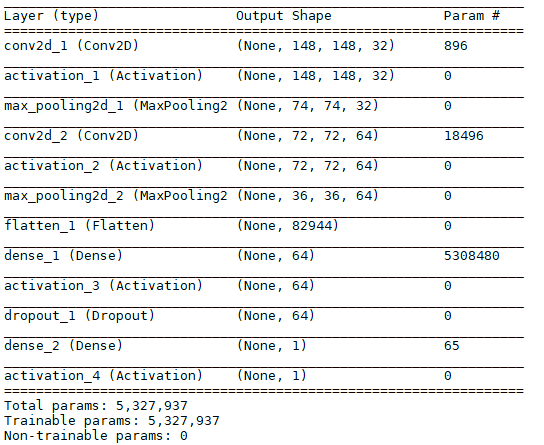 Layer (type) Output Shape Param #
conv2d_1 (Conv2D) (None, 148, 148, 32) 896
activation_1 (Activation) (None, 148, 148, 32) 0
max_pooling2d_1 (MaxPooling2 (None, 74, 74, 32) 0
conv2d_2 (Conv2D) (None, 72, 72, 64) 18496
activation_2 (Activation) (None, 72, 72, 64) 0
max_pooling2d_2 (MaxPooling2 (None, 36, 36, 64) 0
flatten_1 (Flatten) (None, 82944) 0
dense_1 (Dense) (None, 64) 5308480
activation_3 (Activation) (None, 64) 0
dropout_1 (Dropout) (None, 64) 0
dense_2 (Dense) (None, 1) 65
activation_4 (Activation) (None, 1) 0
Total params: 5,327,937
Trainable params: 5,327,937
Non-trainable params: 0